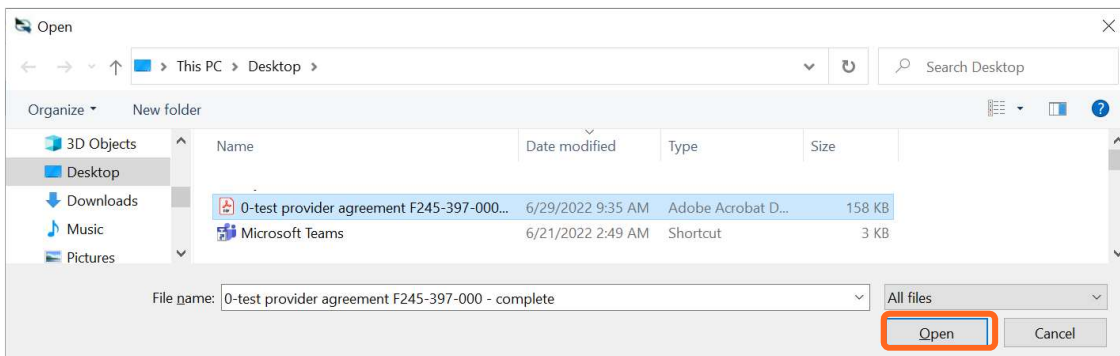 Open
This PC > Desktop >
Search Desktop
Organize
New folder
3D Objects
Desktop
Downloads
Music
Pictures
Name
Date modified
Type
Size
0-test provider agreement F245-397-000...
6/29/2022 9:35 AM
Adobe Acrobat D...
158 KB
Microsoft Teams
6/21/2022 2:49 AM
Shortcut
3 KB
File name:
0-test provider agreement F245-397-000 - complete
All files
Open
Cancel